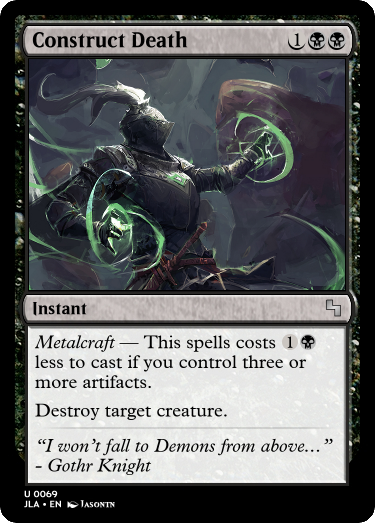 Construct Death 1
Instant
Metalcraft — This spells costs 1
less to cast if you control three or
more artifacts.
Destroy target creature.
“I won't fall to Demons from above…”
- Gothr Knight
U 0069
JLA • EN Jasontn